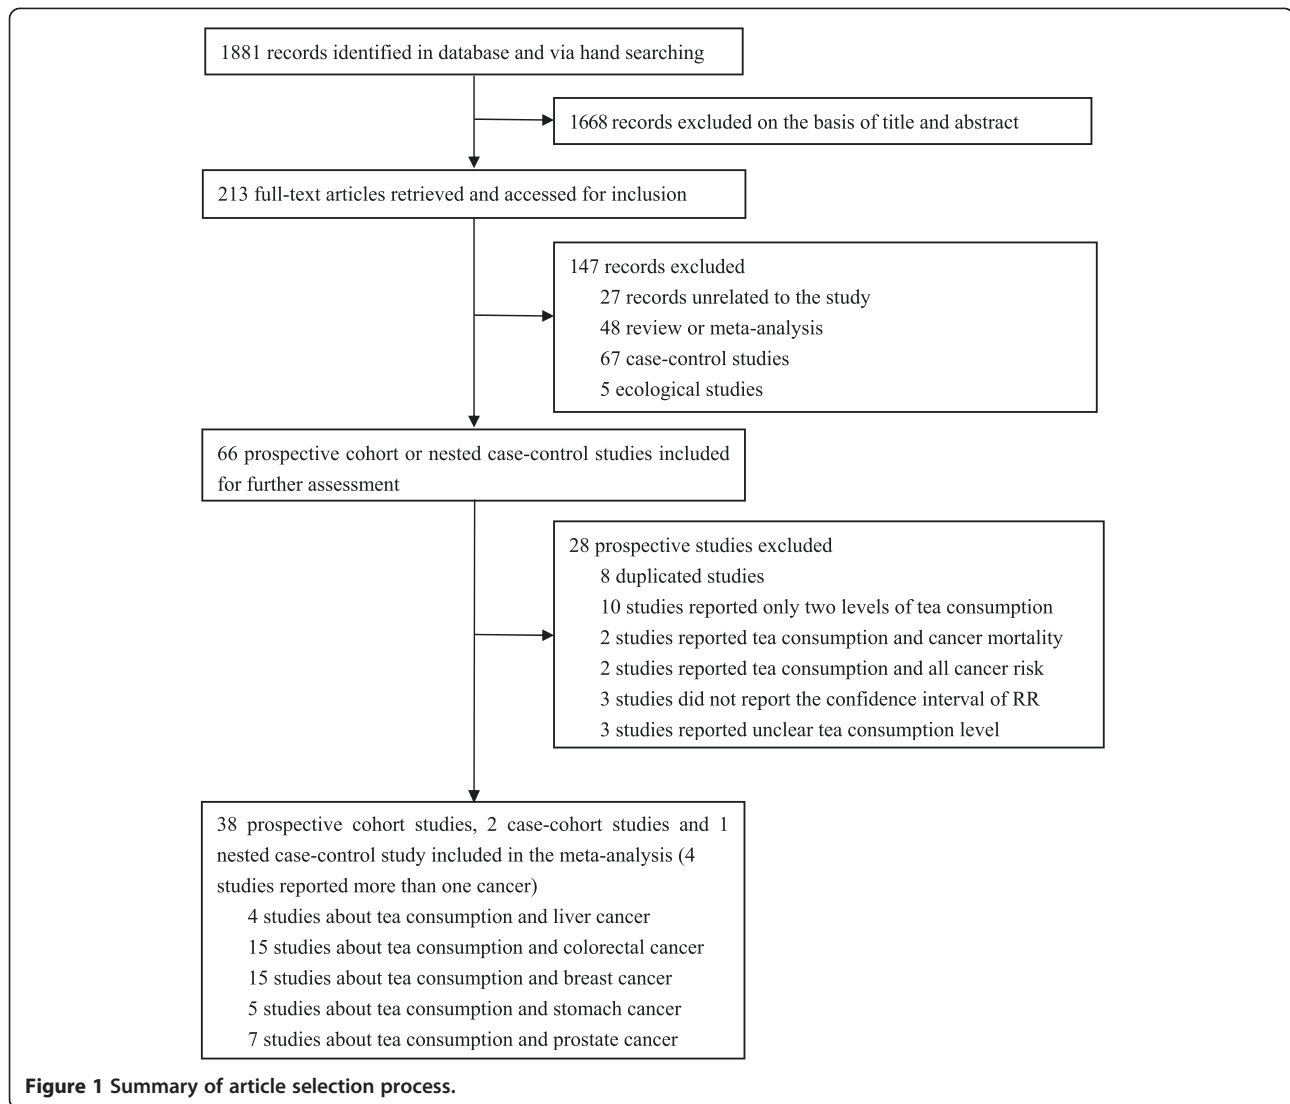 1881 records identified in database and via hand searching
1668 records excluded on the basis of title and abstract
213 full-text articles retrieved and accessed for inclusion
147 records excluded
27 records unrelated to the study
48 review or meta-analysis
67 case-control studies
5 ecological studies
66 prospective cohort or nested case-control studies included
for further assessment
28 prospective studies excluded
8 duplicated studies
10 studies reported only two levels of tea consumption
2 studies reported tea consumption and cancer mortality
2 studies reported tea consumption and all cancer risk
3 studies did not report the confidence interval of RR
3 studies reported unclear tea consumption level
38 prospective cohort studies, 2 case-cohort studies and 1
nested case-control study included in the meta-analysis (4
studies reported more than one cancer)
4 studies about tea consumption and liver cancer
15 studies about tea consumption and colorectal cancer
15 studies about tea consumption and breast cancer
5 studies about tea consumption and stomach cancer
7 studies about tea consumption and prostate cancer
Figure 1 Summary of article selection process.